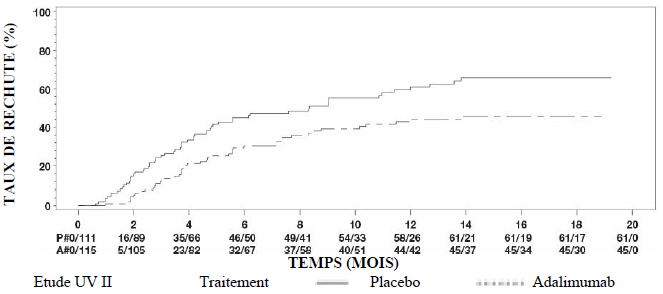 100
80
60
40
20
0
TAUX DE RECHUTE (%)
0 2 4 6 8 10 12 14 16 18 20
P#0/111 16/89 35/66 46/50 49/41 54/33 58/26 61/21 61/19 61/17 61/0
A#0/115 5/105 23/82 32/67 37/58 40/51 44/42 45/37 45/34 45/30 45/0
TEMPS (MOIS)
Etude UV II Traitement Placebo Adalimumab